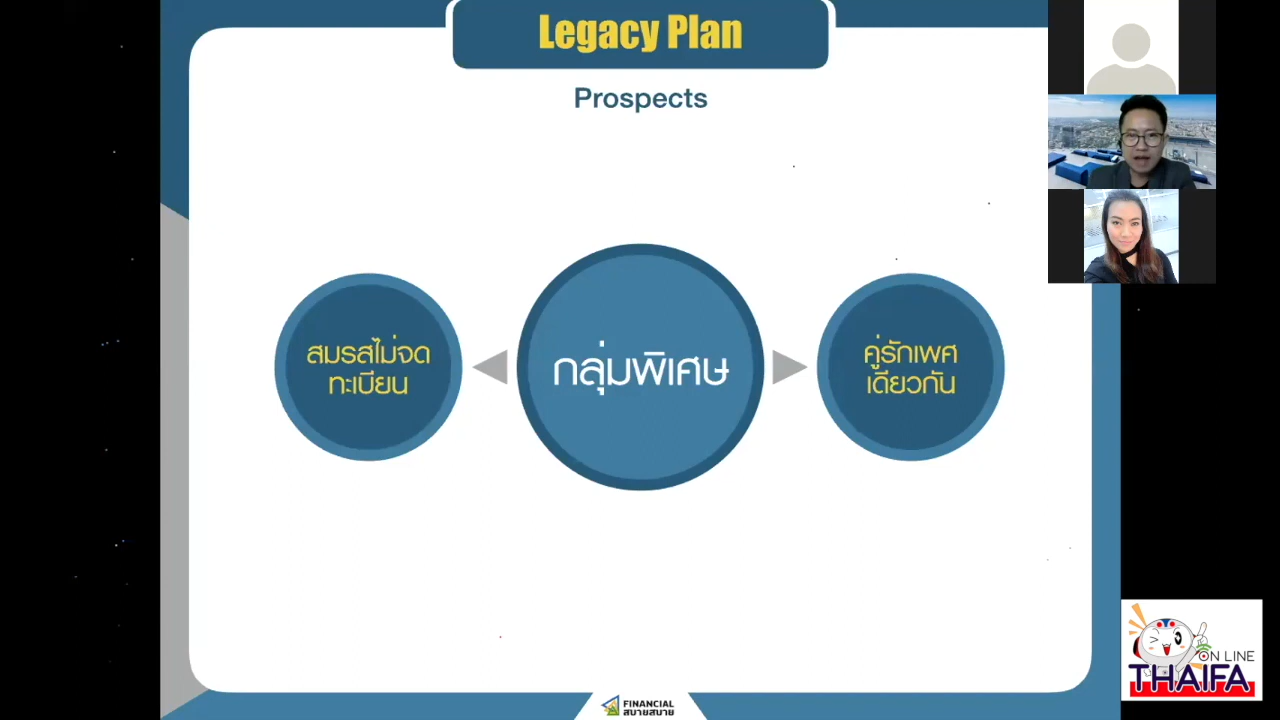 Legacy Plan
Prospects
สมรสไม่จด
ทะเบียน
กลุ่มพิเศษ
คู่รักเพศ
เดียวกัน
FINANCIAL
สบายสบาย
ON LINE
THAIFA